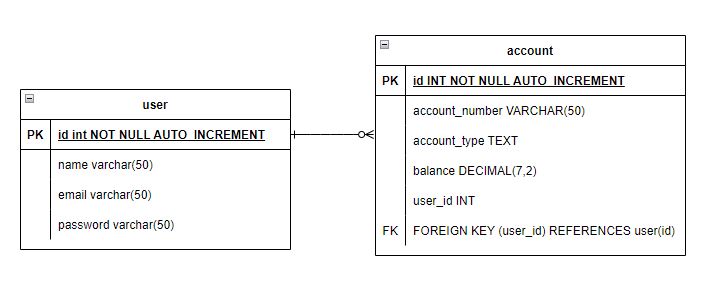 user
PK id int NOT NULL AUTO_INCREMENT
name varchar(50)
email varchar(50)
password varchar(50)
account
PK id INT NOT NULL AUTO_INCREMENT
account_number VARCHAR(50)
account_type TEXT
balance DECIMAL(7,2)
user_id INT
FK FOREIGN KEY (user_id) REFERENCES user(id)